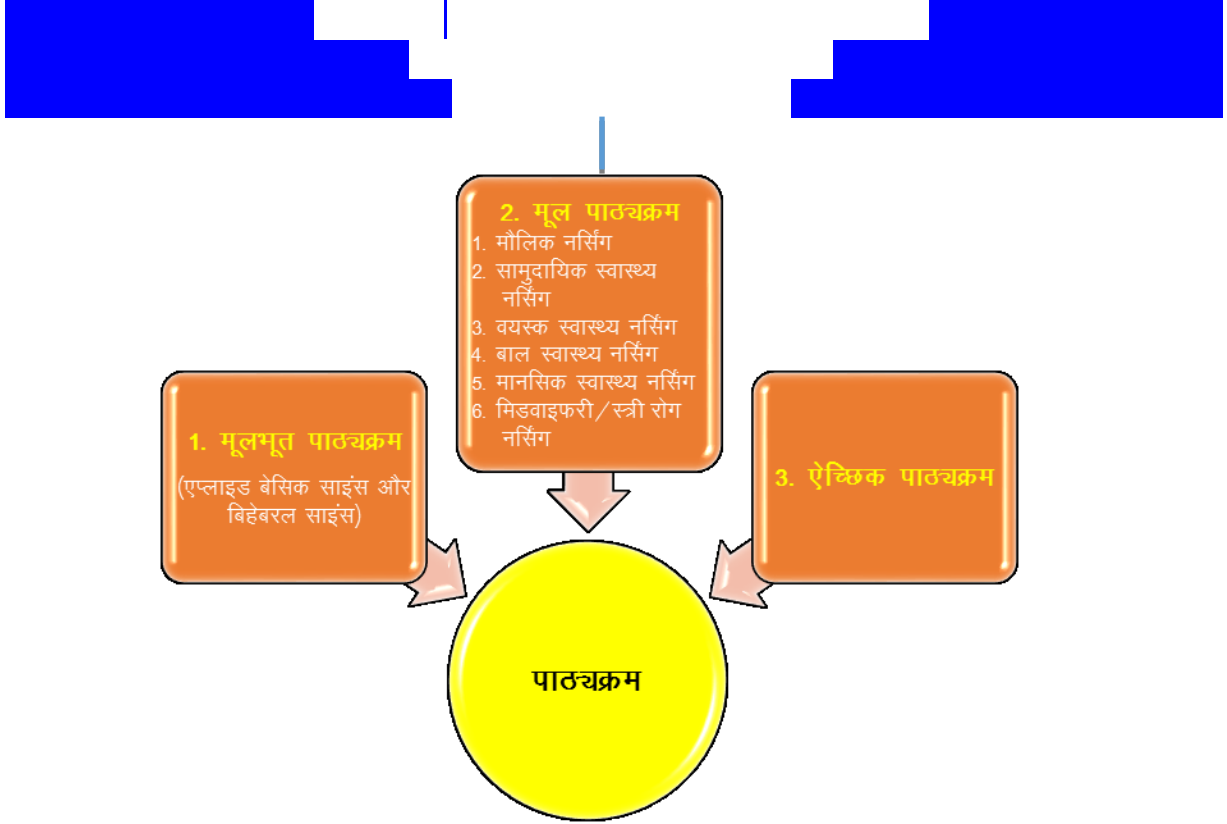 2. मूल पाठ्यक्रम
1. मौलिक नर्सिंग
2. सामुदायिक स्वास्थ्य
नर्सिंग
3. वयस्क स्वास्थ्य नर्सिंग
4. बाल स्वास्थ्य नर्सिंग
5. मानसिक स्वास्थ्य नर्सिंग
6. मिडवाइफरी/स्त्री रोग
नर्सिंग
1. मूलभूत पाठ्यक्रम
(एप्लाइड बेसिक साइंस और
बिहेबरल साइंस)
3. ऐच्छिक पाठ्यक्रम
पाठ्यक्रम